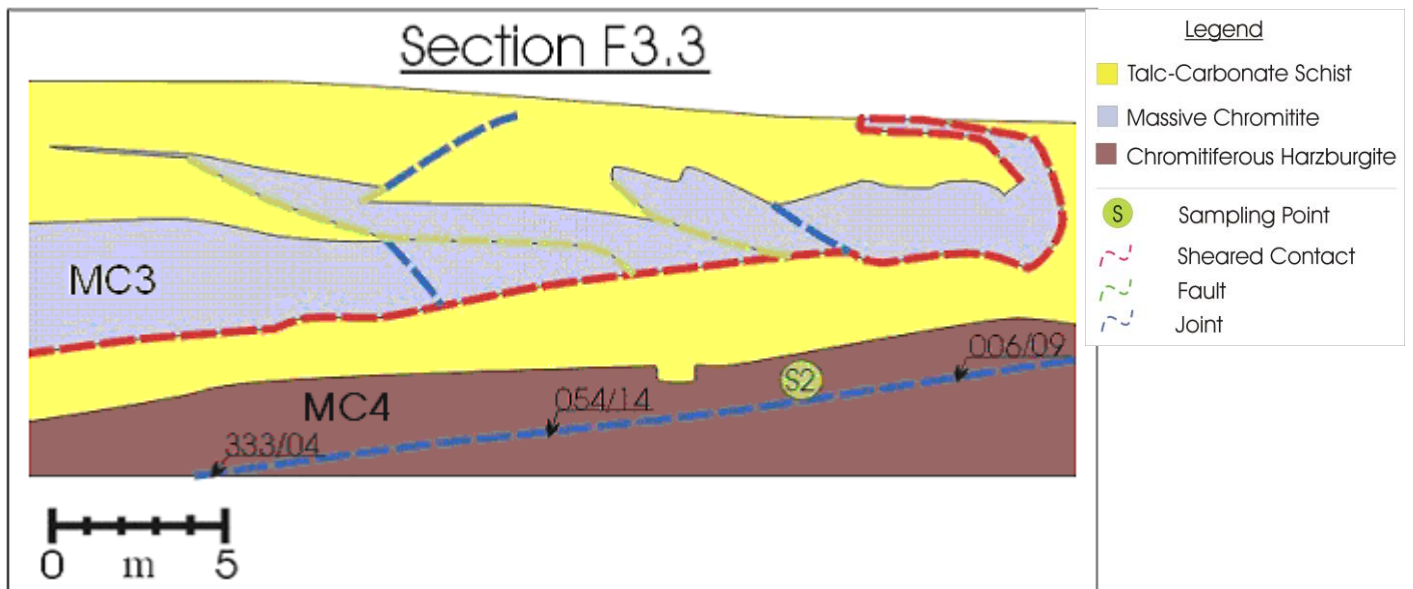 Section F3.3
MC3
MC4
333/04
054/14
S2
006/09
0 m 5
Legend
Talc-Carbonate Schist
Massive Chromitite
Chromitiferous Harzburgite
S Sampling Point
Sheared Contact
Fault
Joint